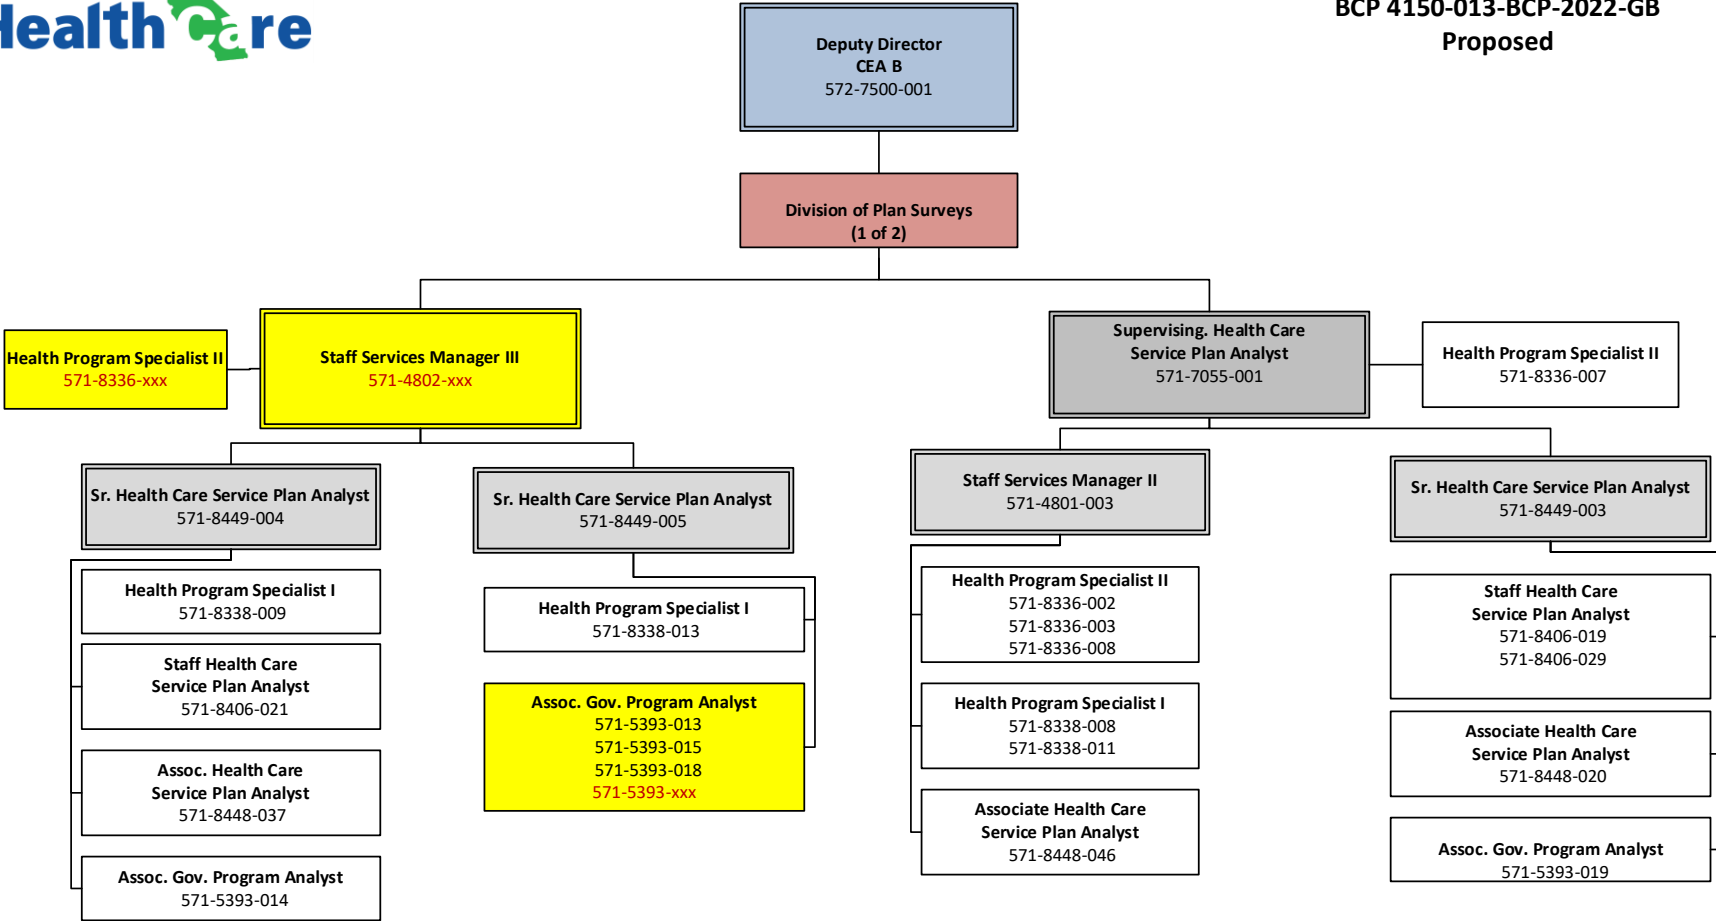 Health Care
BCP 4150-013-BCP-2022-GB
Proposed
Deputy Director
CEA B
572-7500-001
Division of Plan Surveys
(1 of 2)
Health Program Specialist II
571-8336-xxx
Staff Services Manager III
571-4802-xxx
Supervising. Health Care
Service Plan Analyst
571-7055-001
Health Program Specialist II
571-8336-007
Sr. Health Care Service Plan Analyst
571-8449-004
Health Program Specialist I
571-8338-009
Staff Health Care
Service Plan Analyst
571-8406-021
Assoc. Health Care
Service Plan Analyst
571-8448-037
Assoc. Gov. Program Analyst
571-5393-014
Sr. Health Care Service Plan Analyst
571-8449-005
Health Program Specialist I
571-8338-013
Assoc. Gov. Program Analyst
571-5393-013
571-5393-015
571-5393-018
571-5393-xxx
Staff Services Manager II
571-4801-003
Health Program Specialist II
571-8336-002
571-8336-003
571-8336-008
Health Program Specialist I
571-8338-008
571-8338-011
Associate Health Care
Service Plan Analyst
571-8448-046
Sr. Health Care Service Plan Analyst
571-8449-003
Staff Health Care
Service Plan Analyst
571-8406-019
571-8406-029
Associate Health Care
Service Plan Analyst
571-8448-020
Assoc. Gov. Program Analyst
571-5393-019